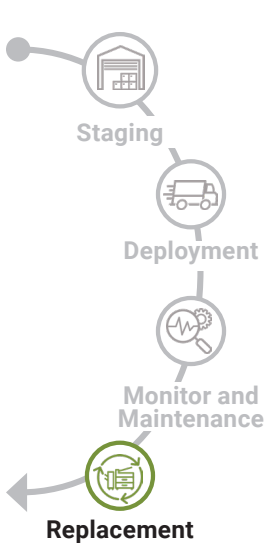 Staging
Deployment
Monitor and
Maintenance
Replacement